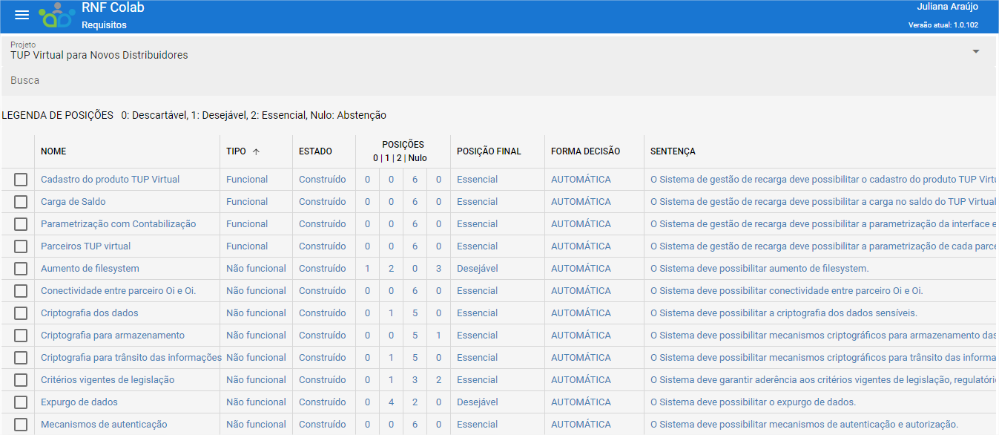 RNF Colab
Requisitos
Juliana Araújo
Versão atual: 1.0.102
Projeto
TUP Virtual para Novos Distribuidores
Busca
LEGENDA DE POSIÇÕES 0: Descartável, 1: Desejável, 2: Essencial, Nulo: Abstenção
NOME TIPO ESTADO POSIÇÕES 0 | 1 | 2 | Nulo POSIÇÃO FINAL FORMA DECISÃO SENTENÇA
Cadastro do produto TUP Virtual Funcional Construído 0 0 6 0 Essencial AUTOMÁTICA O Sistema de gestão de recarga deve possibilitar o cadastro do produto TUP Virtu
Carga de Saldo Funcional Construído 0 0 6 0 Essencial AUTOMÁTICA O Sistema de gestão de recarga deve possibilitar a carga no saldo do TUP Virtual
Parametrização com Contabilização Funcional Construído 0 0 6 0 Essencial AUTOMÁTICA O Sistema de gestão de recarga deve possibilitar a parametrização da interface e
Parceiros TUP virtual Funcional Construído 0 0 6 0 Essencial AUTOMÁTICA O Sistema de gestão de recarga deve possibilitar a parametrização de cada parce
Aumento de filesystem Não funcional Construído 1 2 0 3 Desejável AUTOMÁTICA O Sistema deve possibilitar aumento de filesystem.
Conectividade entre parceiro Oi e Oi. Não funcional Construído 0 0 6 0 Essencial AUTOMÁTICA O Sistema deve possibilitar conectividade entre parceiro Oi e Oi.
Criptografia dos dados Não funcional Construído 0 1 5 0 Essencial AUTOMÁTICA O Sistema deve possibilitar a criptografia dos dados sensíveis.
Criptografia para armazenamento Não funcional Construído 0 0 5 1 Essencial AUTOMÁTICA O Sistema deve possibilitar mecanismos criptográficos para armazenamento das
Criptografia para trânsito das informações Não funcional Construído 0 1 5 0 Essencial AUTOMÁTICA O Sistema deve possibilitar mecanismos criptográficos para trânsito das informa
Critérios vigentes de legislação Não funcional Construído 0 1 3 2 Essencial AUTOMÁTICA O Sistema deve garantir aderência aos critérios vigentes de legislação, regulatóri
Expurgo de dados Não funcional Construído 0 4 2 0 Desejável AUTOMÁTICA O Sistema deve possibilitar o expurgo de dados.
Mecanismos de autenticação Não funcional Construído 0 0 6 0 Essencial AUTOMÁTICA O Sistema deve possibilitar mecanismos de autenticação e autorização.